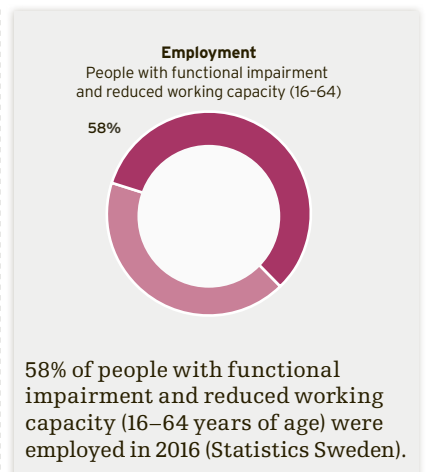 Employment
People with functional impairment
and reduced working capacity (16–64)
58%
58% of people with functional
impairment and reduced working
capacity (16–64 years of age) were
employed in 2016 (Statistics Sweden).